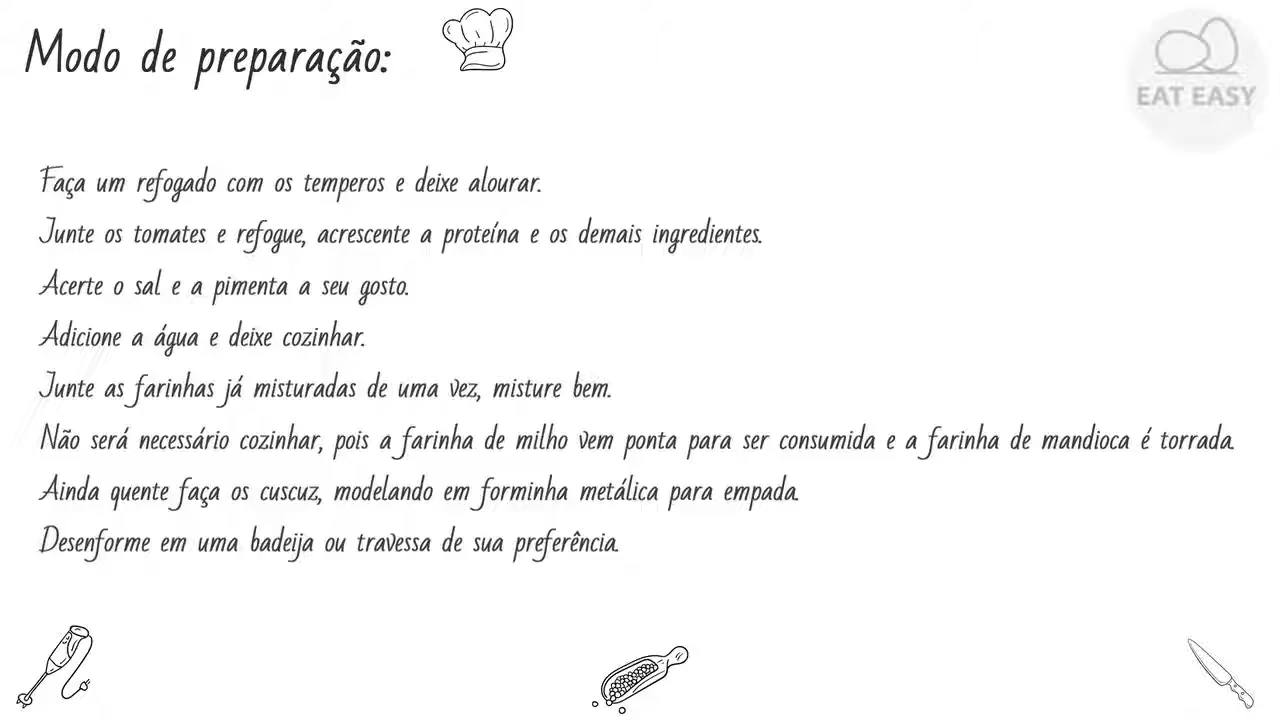 Modo de preparação:
EAT EASY
Faça um refogado com os temperos e deixe alourar.
Junte os tomates e refogue, acrescente a proteína e os demais ingredientes.
Acerte o sal e a pimenta a seu gosto.
Adicione a água e deixe cozinhar.
Junte as farinhas já misturadas de uma vez, misture bem.
Não será necessário cozinhar, pois a farinha de milho vem ponta para ser consumida e a farinha de mandioca é torrada.
Ainda quente faça os cuscuz, modelando em forminha metálica para empada.
Desenforme em uma badeija ou travessa de sua preferência.